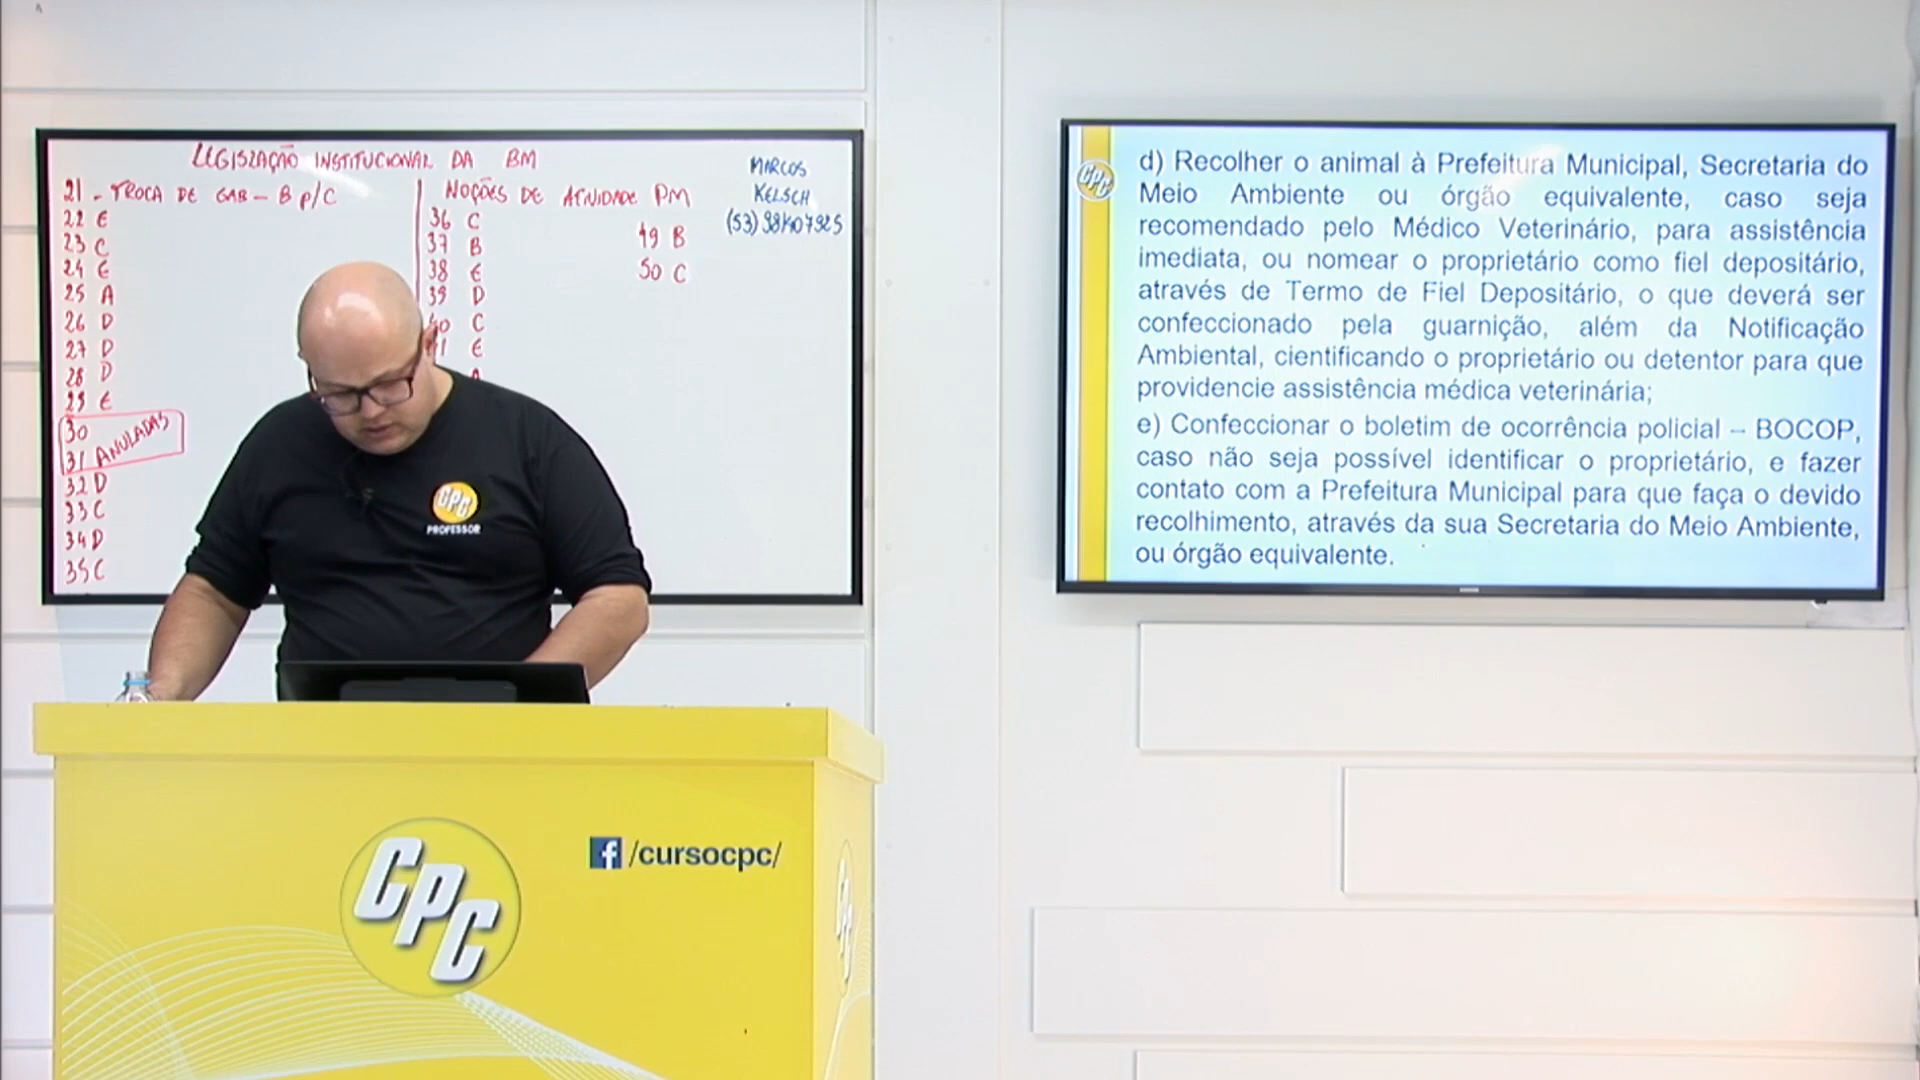 LEGISLAÇÃO INSTITUCIONAL DA BM
21 - TROCA DE GAB - B p/ C
22 E
23 C
24 E
25 A
26 D
27 D
28 D
29 E
30
31 ANULADAS
32 D
33 C
34 D
35 C
NOÇÕES DE ATIVIDADE PM
36 C
37 B
38 E
39 D
40 C
41 E
A
49 B
50 C
MARCOS
KELSCH
CPC
PROFESSOR
CPC
d) Recolher o animal à Prefeitura Municipal, Secretaria do
Meio Ambiente ou órgão equivalente, caso seja
recomendado pelo Médico Veterinário, para assistência
imediata, ou nomear o proprietário como fiel depositário,
através de Termo de Fiel Depositário, o que deverá ser
confeccionado pela guarnição, além da Notificação
Ambiental, cientificando o proprietário ou detentor para que
providencie assistência médica veterinária;
e) Confeccionar o boletim de ocorrência policial – BOCOP,
caso não seja possível identificar o proprietário, e fazer
contato com a Prefeitura Municipal para que faça o devido
recolhimento, através da sua Secretaria do Meio Ambiente,
ou órgão equivalente.
CPC
f /cursocpc/